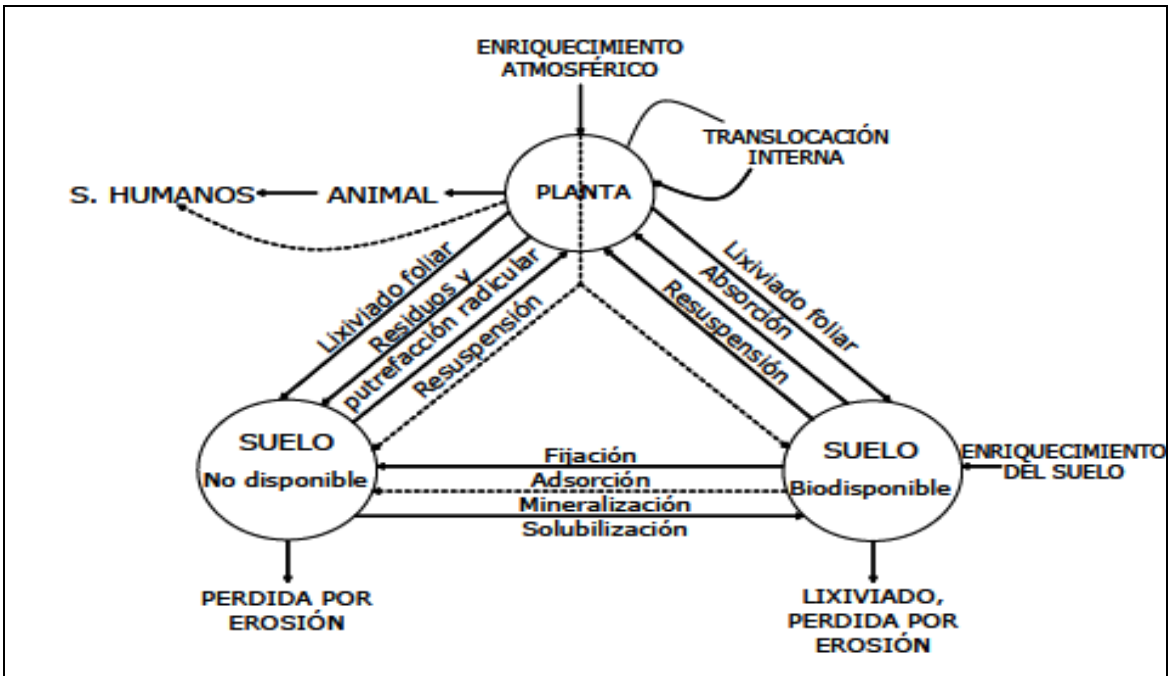 ENRIQUECIMIENTO
ATMOSFÉRICO
TRANSLOCACIÓN
INTERNA
S. HUMANOS
ANIMAL
PLANTA
Lixiviado foliar
Residuos y
putrefacción radicular
Resuspensión
Lixiviado foliar
Absorción
Resuspensión
SUELO
No disponible
Fijación
Adsorción
Mineralización
Solubilización
SUELO
Biodisponible
ENRIQUECIMIENTO
DEL SUELO
PERDIDA POR
EROSIÓN
LIXIVIADO,
PERDIDA POR
EROSIÓN